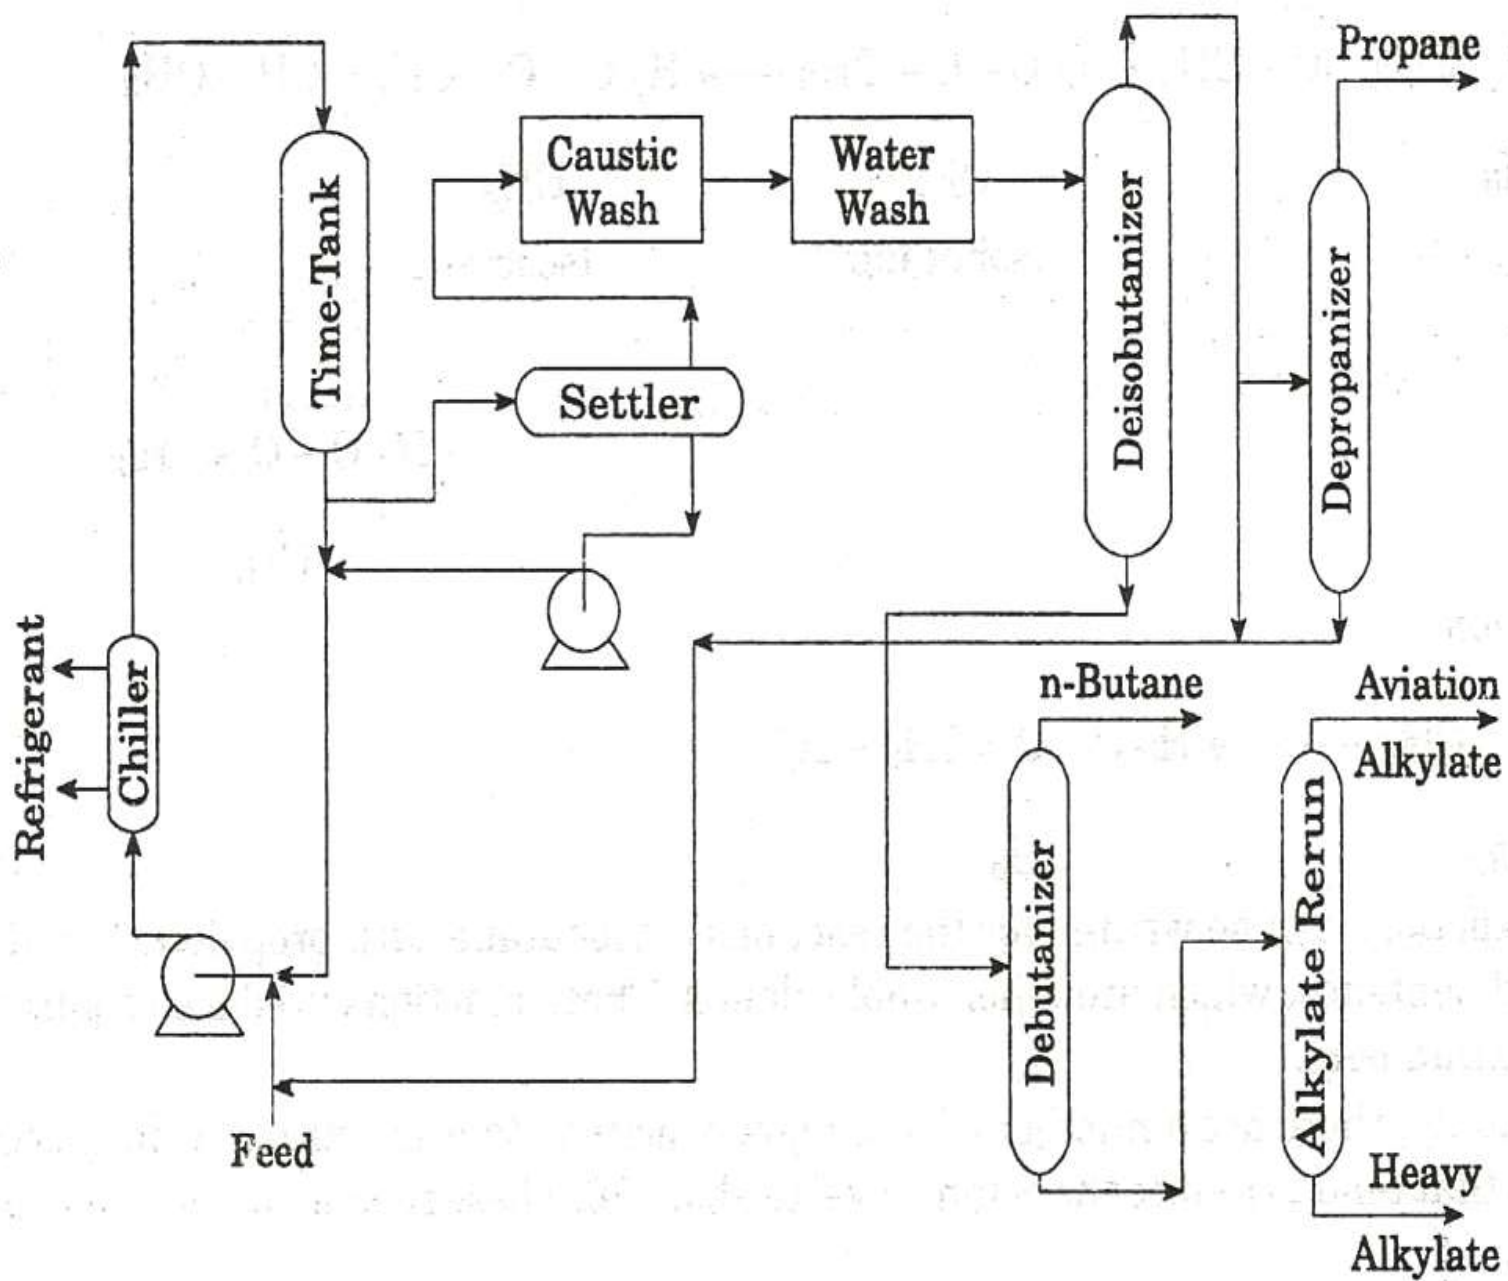 Propane
Caustic
Wash
Water
Wash
Time-Tank
Deisobutanizer
Depropanizer
Settler
Refrigerant
Chiller
n-Butane
Aviation
Alkylate
Debutanizer
Alkylate Rerun
Feed
Heavy
Alkylate